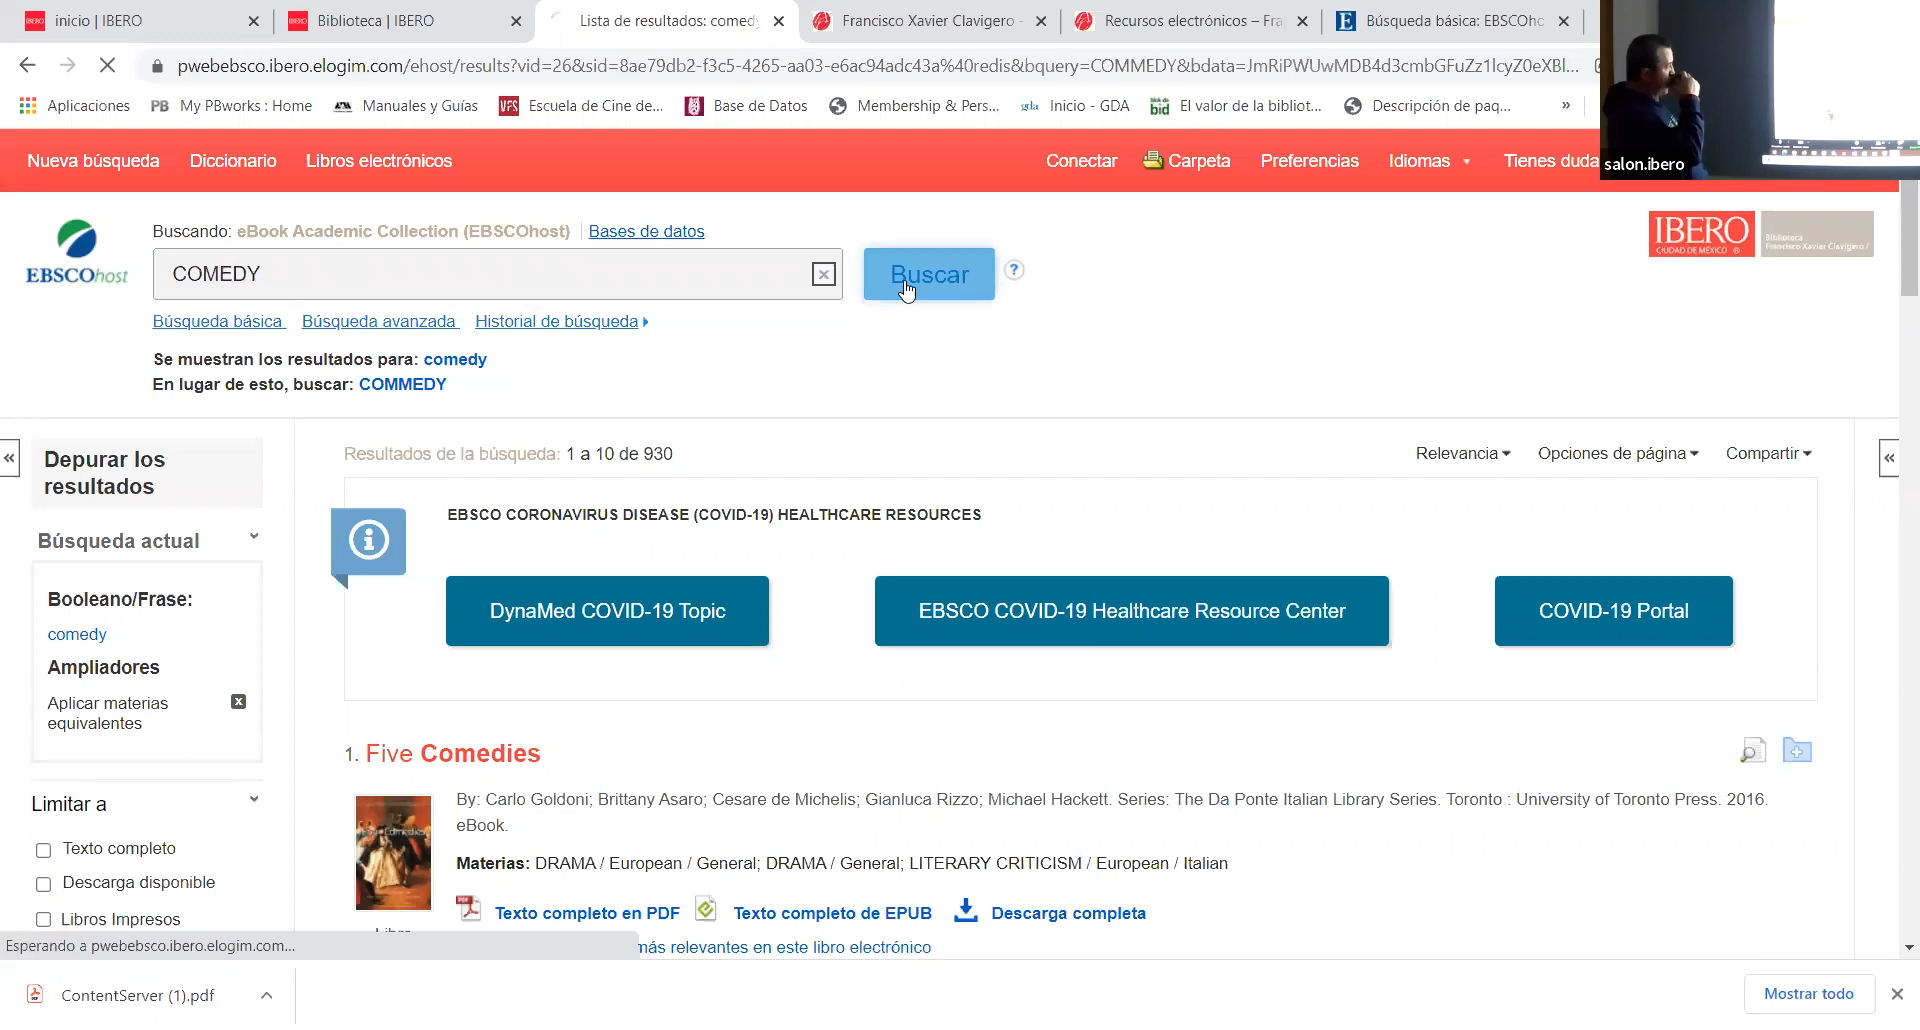 inicio | IBERO
Biblioteca | IBERO
Lista de resultados: comed
Francisco Xavier Clavigero -
Recursos electrónicos – Fra
Búsqueda básica: EBSCOhc
pwebebsco.ibero.elogim.com/ehost/results?vid=26&sid=8ae79db2-f3c5-4265-aa03-e6ac94adc43a%40redis&bquery=COMMEDY&bdata=JmRiPWUwMDB4d3cmbGFuZz1lcyZ0eXBl...
Aplicaciones
PB My PBworks : Home
Manuales y Guías
VFS Escuela de Cine de...
Base de Datos
Membership & Pers...
gda Inicio - GDA
bid El valor de la bibliot...
Descripción de paq...
»
salon.ibero
Nueva búsqueda Diccionario Libros electrónicos Conectar Carpeta Preferencias Idiomas Tienes duda
EBSCOhost
Buscando: eBook Academic Collection (EBSCOhost) Bases de datos
COMEDY
Buscar
?
IBERO
CIUDAD DE MÉXICO ®
Biblioteca
Francisco Xavier Clavigero /
Búsqueda básica Búsqueda avanzada Historial de búsqueda
Se muestran los resultados para: comedy
En lugar de esto, buscar: COMMEDY
«
Depurar los
resultados
Búsqueda actual
Booleano/Frase:
comedy
Ampliadores
Aplicar materias
equivalentes
Limitar a
Texto completo
Descarga disponible
Libros Impresos
Resultados de la búsqueda: 1 a 10 de 930
Relevancia Opciones de página Compartir
«
EBSCO CORONAVIRUS DISEASE (COVID-19) HEALTHCARE RESOURCES
DynaMed COVID-19 Topic
EBSCO COVID-19 Healthcare Resource Center
COVID-19 Portal
1. Five Comedies
By: Carlo Goldoni; Brittany Asaro; Cesare de Michelis; Gianluca Rizzo; Michael Hackett. Series: The Da Ponte Italian Library Series. Toronto : University of Toronto Press. 2016.
eBook.
Materias: DRAMA / European / General; DRAMA / General; LITERARY CRITICISM / European / Italian
Texto completo en PDF Texto completo de EPUB Descarga completa
más relevantes en este libro electrónico
Esperando a pwebebsco.ibero.elogim.com...
ContentServer (1).pdf
Mostrar todo